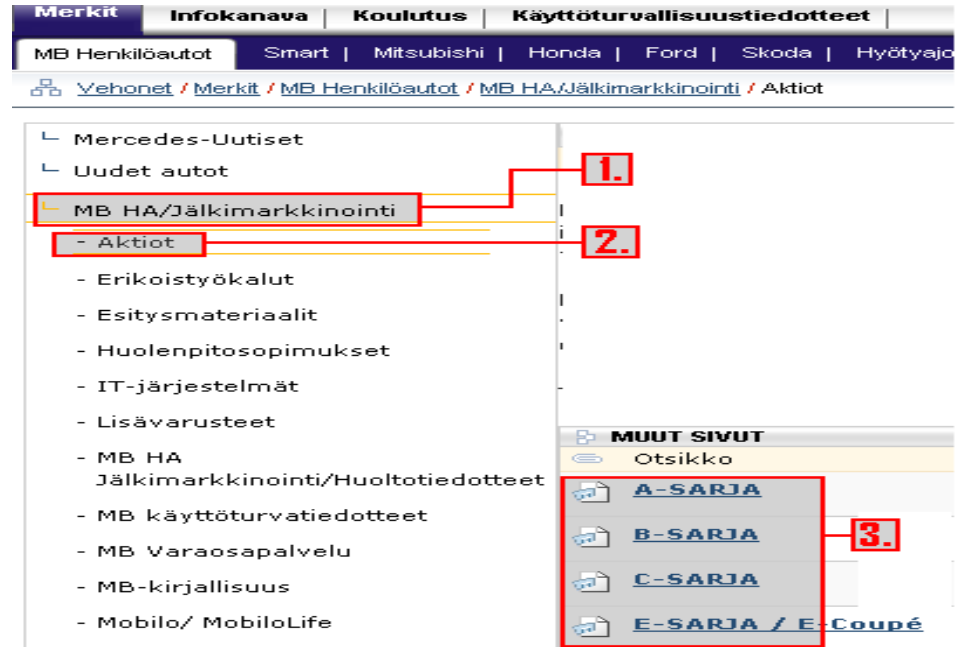 Merkit Infokanava | Koulutus | Käyttöturvallisuustiedotteet |
MB Henkilöautot Smart | Mitsubishi | Honda | Ford | Skoda | Hyötyajo
Vehonet / Merkit / MB Henkilöautot / MB HA/Jälkimarkkinointi / Aktiot
Mercedes-Uutiset
Uudet autot
1.
MB HA/Jälkimarkkinointi
- Aktiot
2.
- Erikoistyökalut
- Esitysmateriaalit
- Huolenpitosopimukset
- IT-järjestelmät
- Lisävarusteet
- MB HA
Jälkimarkkinointi/Huoltotiedotteet
- MB käyttöturvatiedotteet
- MB Varaosapalvelu
- MB-kirjallisuus
- Mobilo/ MobiloLife
MUUT SIVUT
Otsikko
A-SARJA
B-SARJA
3.
C-SARJA
E-SARJA / E-Coupé